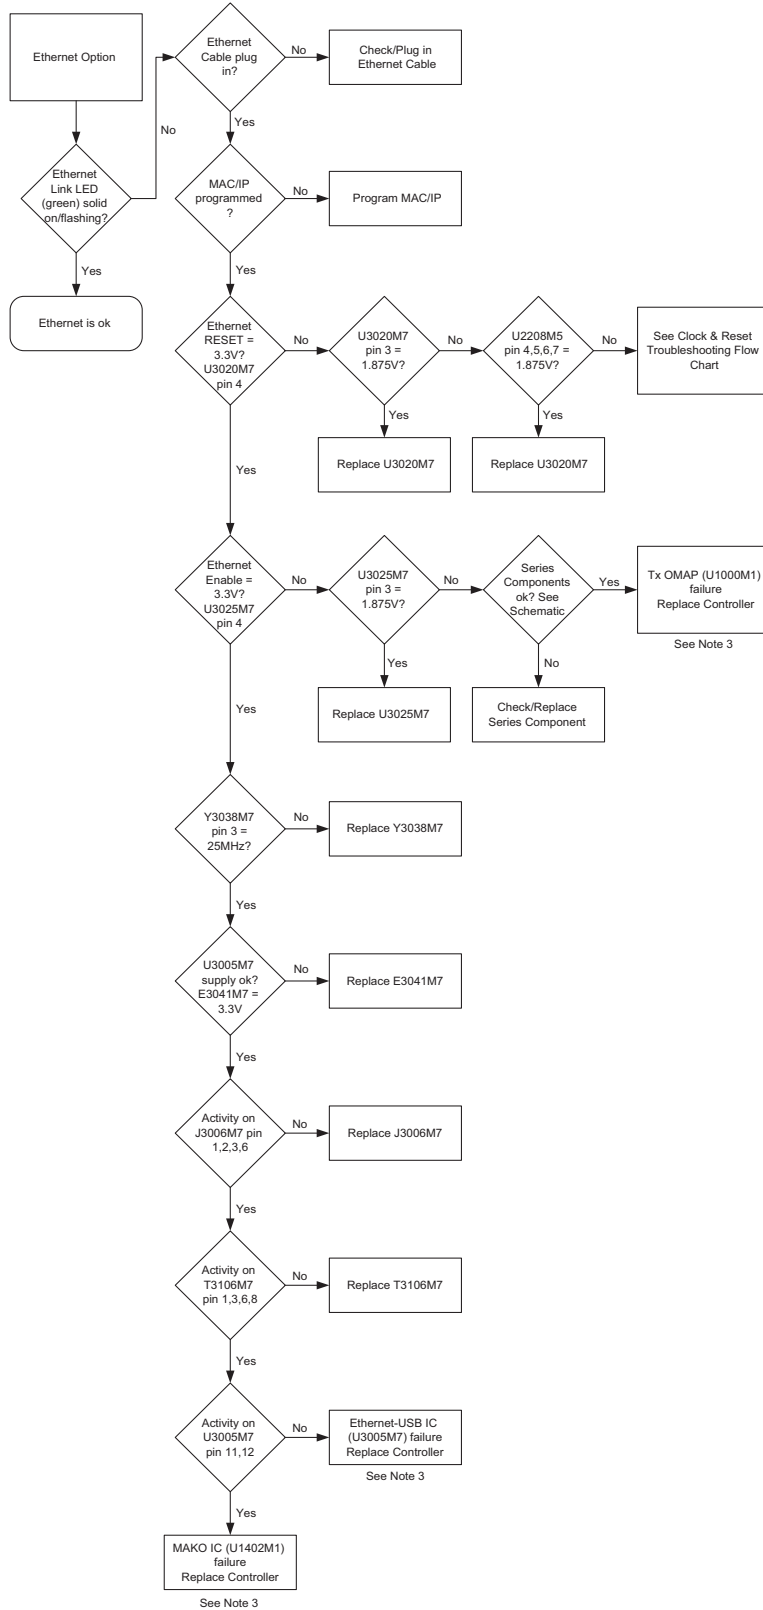 Ethernet Option
Ethernet
Cable plug
in?
No
Check/Plug in
Ethernet Cable
No
Yes
Ethernet
Link LED
(green) solid
on/flashing?
MAC/IP
programmed
?
No
Program MAC/IP
Yes
Yes
Ethernet is ok
Ethernet
RESET =
3.3V?
U3020M7
pin 4
No
U3020M7
pin 3 =
1.875V?
No
U2208M5
pin 4,5,6,7 =
1.875V?
No
See Clock & Reset
Troubleshooting Flow
Chart
Yes
Yes
Replace U3020M7
Replace U3020M7
Yes
Ethernet
Enable =
3.3V?
U3025M7
pin 4
No
U3025M7
pin 3 =
1.875V?
No
Series
Components
ok? See
Schematic
Yes
Tx OMAP (U1000M1)
failure
Replace Controller
See Note 3
Yes
No
Replace U3025M7
Check/Replace
Series Component
Yes
Y3038M7
pin 3 =
25MHz?
No
Replace Y3038M7
Yes
U3005M7
supply ok?
E3041M7 =
3.3V
No
Replace E3041M7
Yes
Activity on
J3006M7 pin
1,2,3,6
No
Replace J3006M7
Yes
Activity on
T3106M7
pin 1,3,6,8
No
Replace T3106M7
Yes
Activity on
U3005M7
pin 11,12
No
Ethernet-USB IC
(U3005M7) failure
Replace Controller
See Note 3
Yes
MAKO IC (U1402M1)
failure
Replace Controller
See Note 3